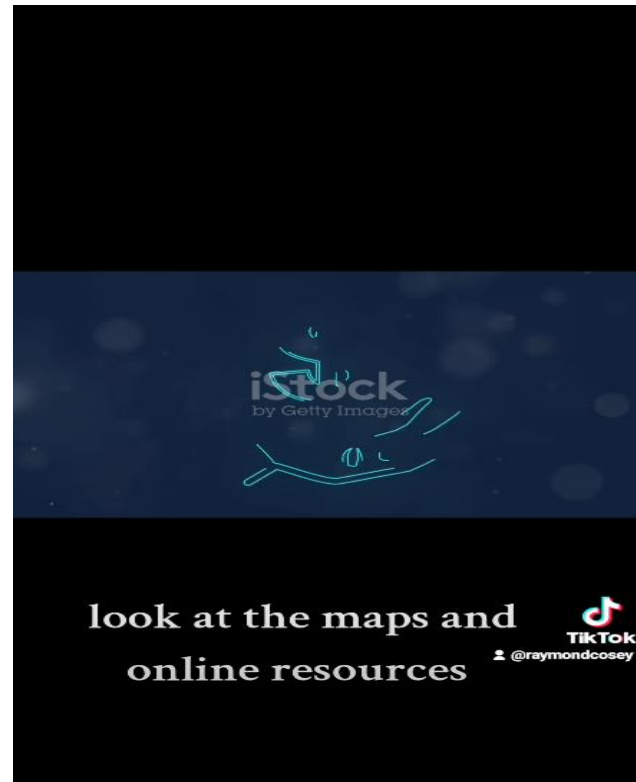 iStock
by Getty Images
look at the maps and
online resources
TikTok
@raymondcosey